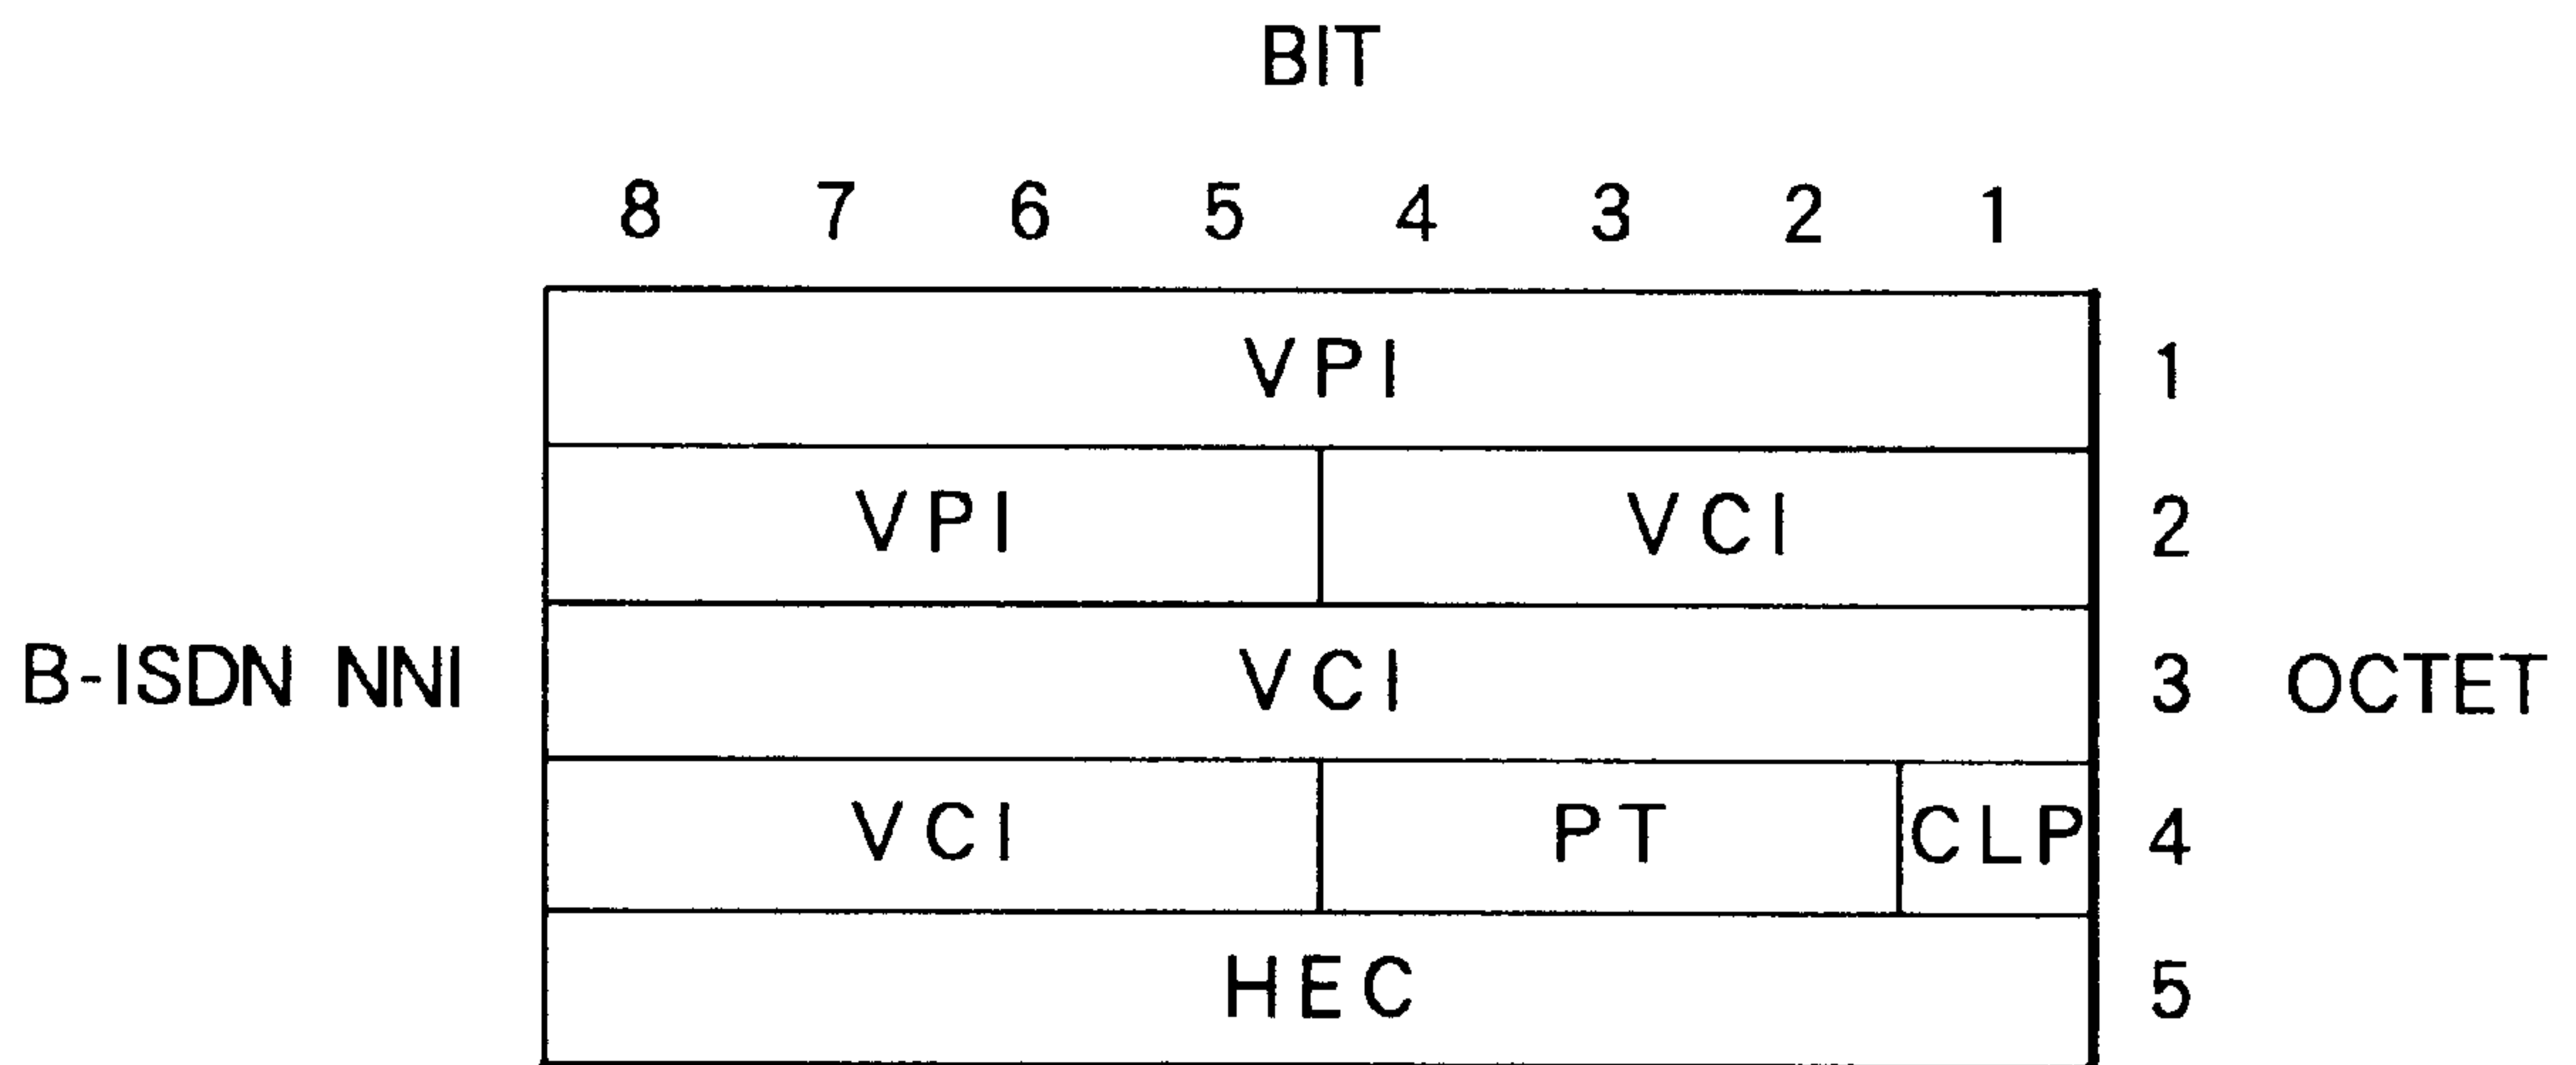 BIT
8 7 6 5 4 3 2 1
VPI 1
VPI VCI 2
B-ISDN NNI VCI 3 OCTET
VCI PT CLP 4
HEC 5